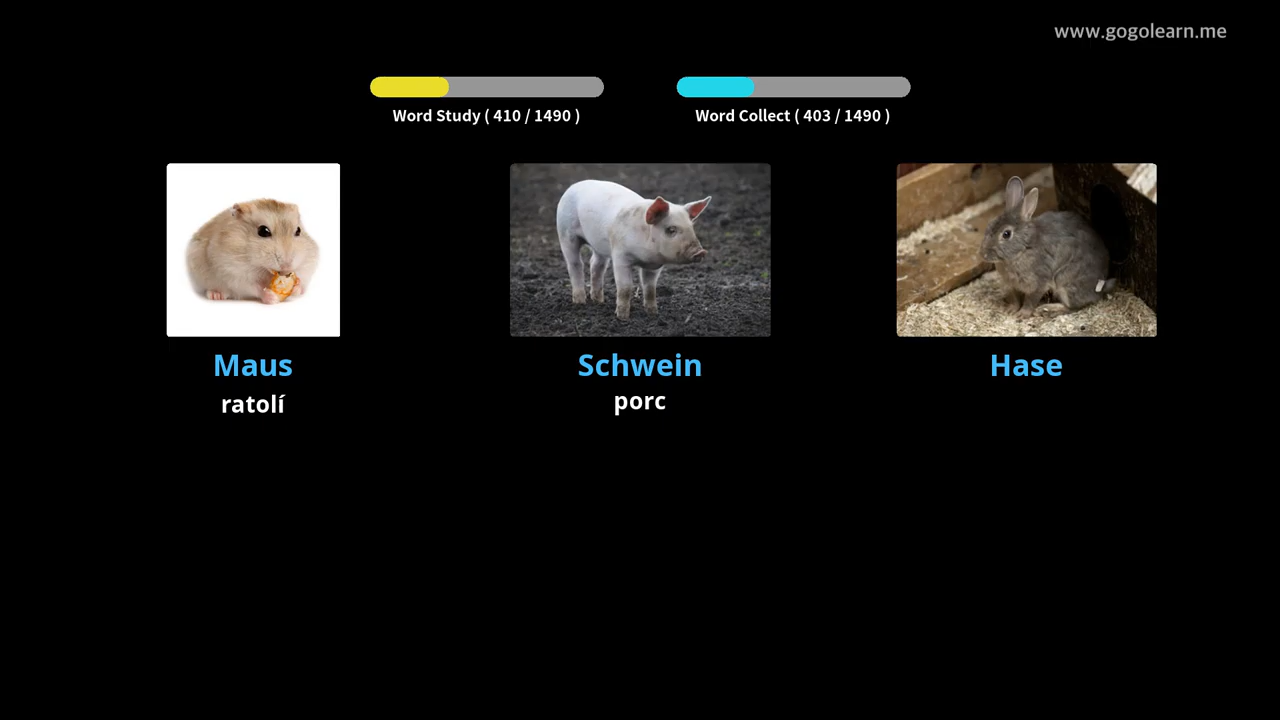 www.gogolearn.me
Word Study ( 410 / 1490 )
Word Collect ( 403 / 1490 )
Maus
ratolí
Schwein
porc
Hase